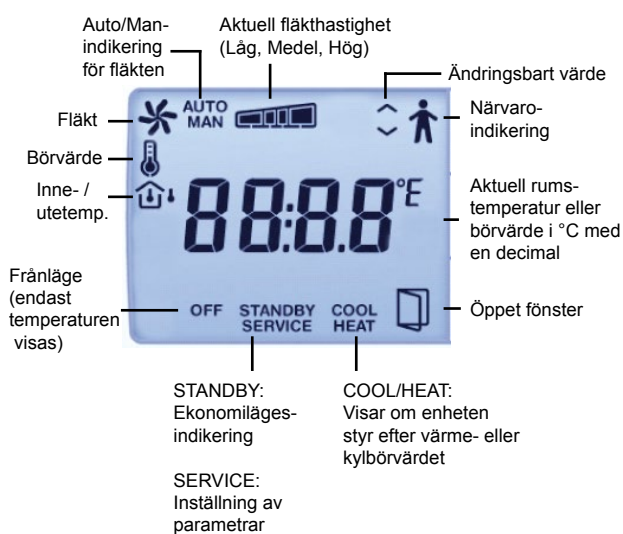 Auto/Man-
indikering
för fläkten
Aktuell fläkthastighet
(Låg, Medel, Hög)
Ändringsbart värde
Fläkt
AUTO
MAN
Närvaro-
indikering
Börvärde
Inne- /
utetemp.
88:8.8°E
Aktuell rums-
temperatur eller
börvärde i °C med
en decimal
Frånläge
(endast
temperaturen
visas)
OFF
STANDBY
SERVICE
COOL
HEAT
Öppet fönster
STANDBY:
Ekonomiläges-
indikering
SERVICE:
Inställning av
parametrar
COOL/HEAT:
Visar om enheten
styr efter värme- eller
kylbörvärdet